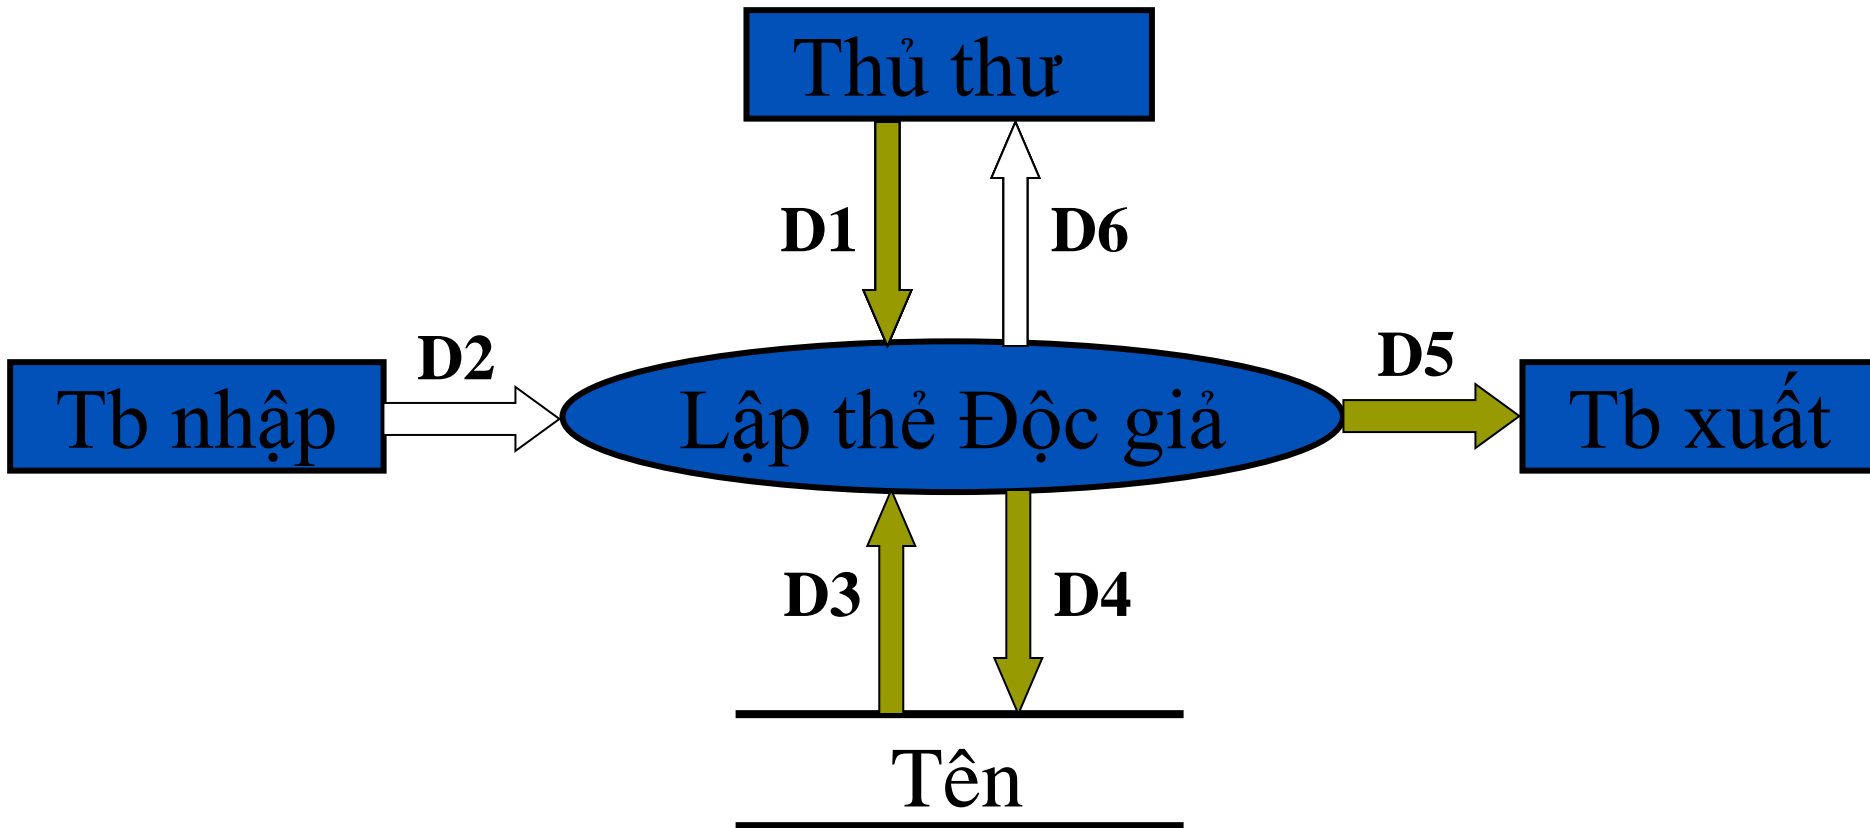 Thủ thư
D1
D6
D2
D5
Tb nhập
Lập thẻ Độc giả
Tb xuất
D3
D4
Tên